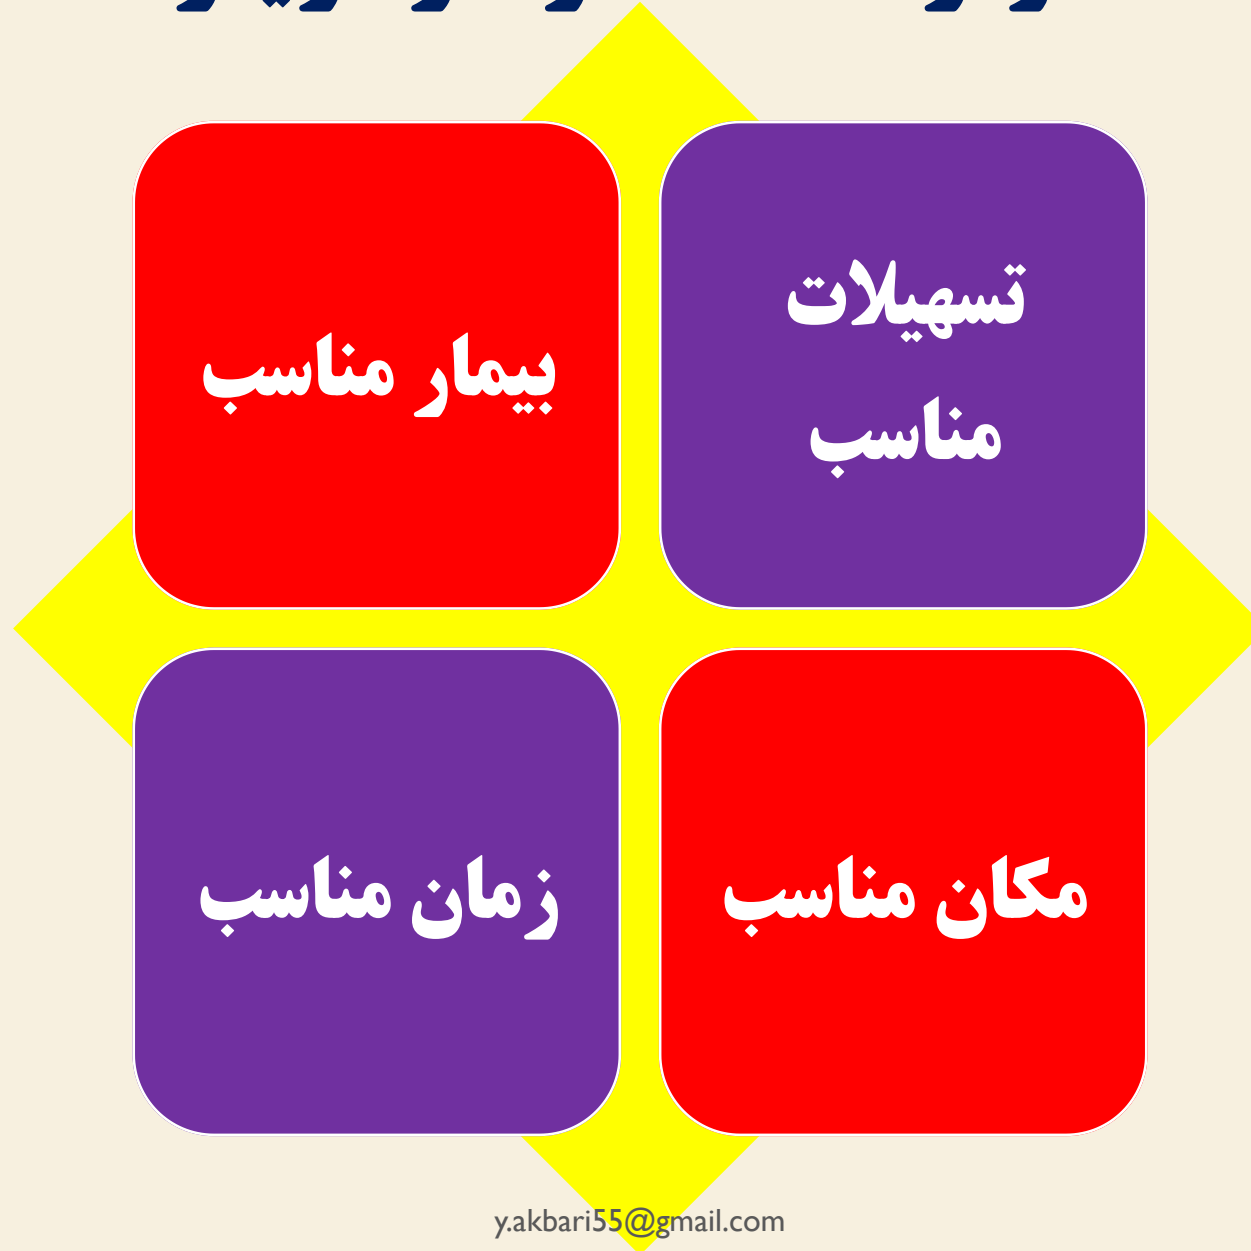 تسهیلات
مناسب
بیمار مناسب
مکان مناسب
زمان مناسب
y.akbari55@gmail.com